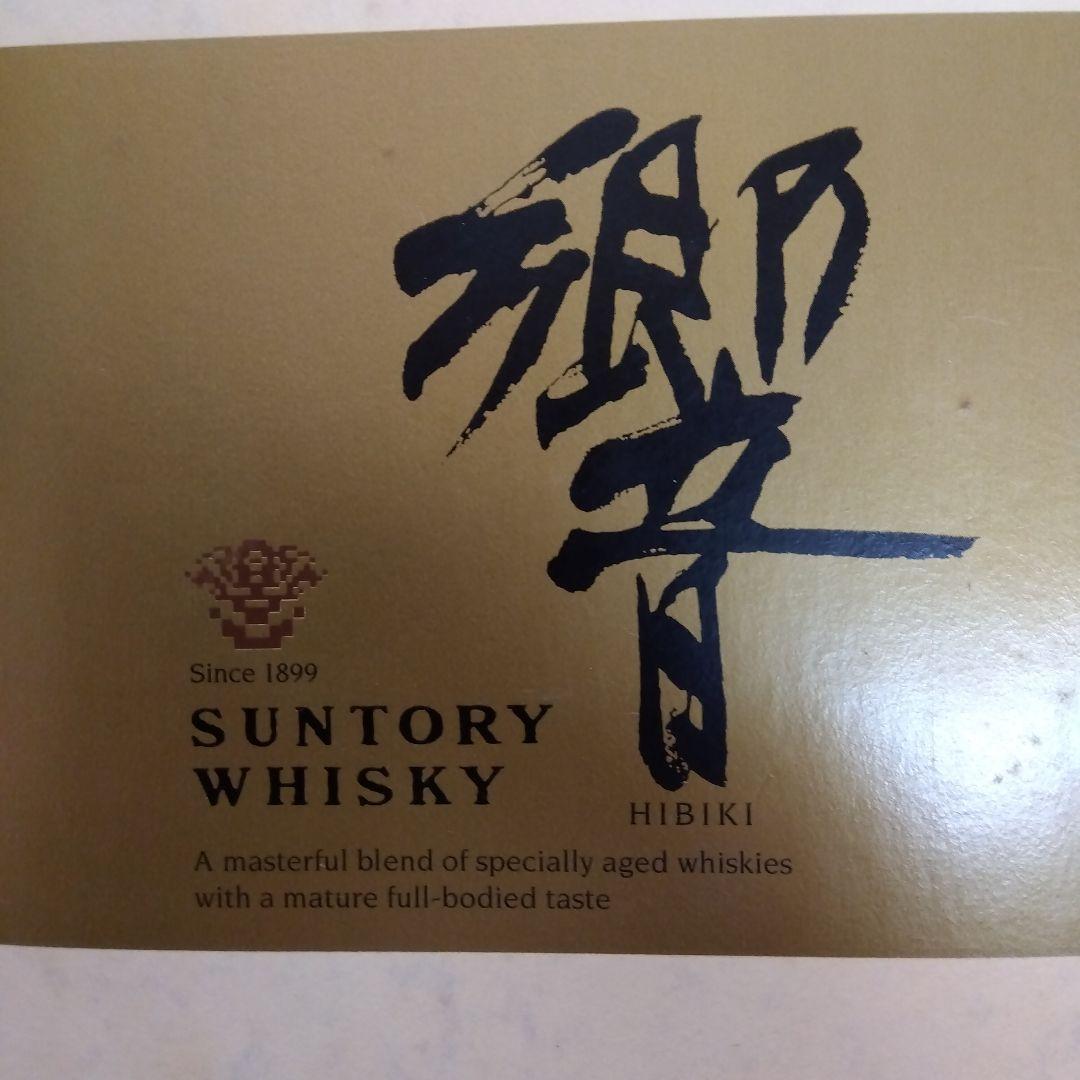 響
HIBIKI
Since 1899
SUNTORY
WHISKY
A masterful blend of specially aged whiskies
with a mature full-bodied taste